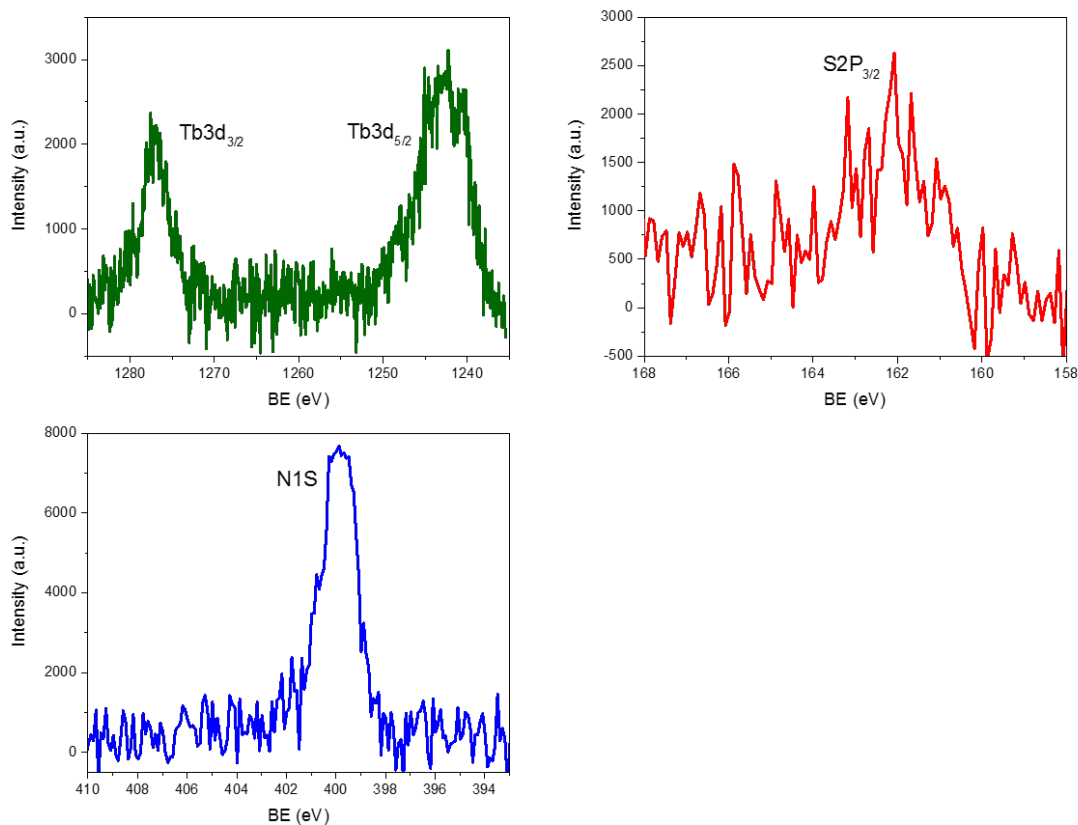 3000
2000
1000
0
Intensity (a.u.)
Tb3d3/2
Tb3d5/2
1280 1270 1260 1250 1240
BE (eV)
3000
2500
2000
1500
1000
500
0
-500
Intensity (a.u.)
S2P3/2
168 166 164 162 160 158
BE (eV)
8000
6000
4000
2000
0
Intensity (a.u.)
N1S
410 408 406 404 402 400 398 396 394
BE (eV)